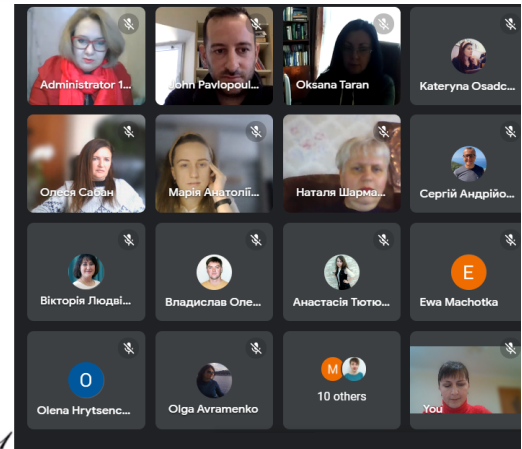 Administrator 1...
John Pavlopoul...
Oksana Taran
Kateryna Osadc...
Олеся Сабан
Марія Анатолії...
Наталя Шарма...
Сергій Андрійо...
Вікторія Людві...
Владислав Оле...
Анастасія Тютю...
E
Ewa Machotka
O
Olena Hrytsenc...
Olga Avramenko
M
10 others
You